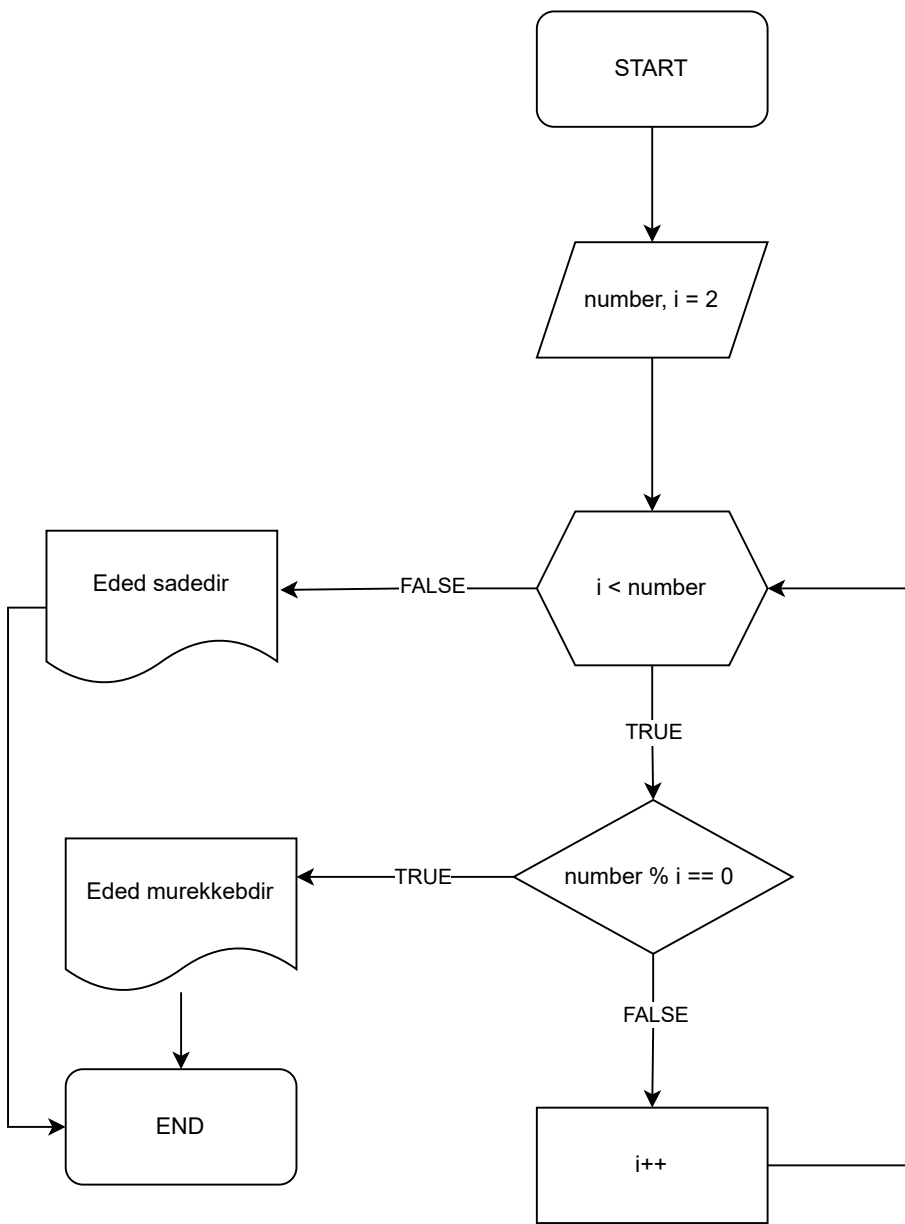 START
number, i = 2
i < number
FALSE
Eded sadedir
TRUE
number % i == 0
TRUE
Eded murekkebdir
FALSE
END
i++